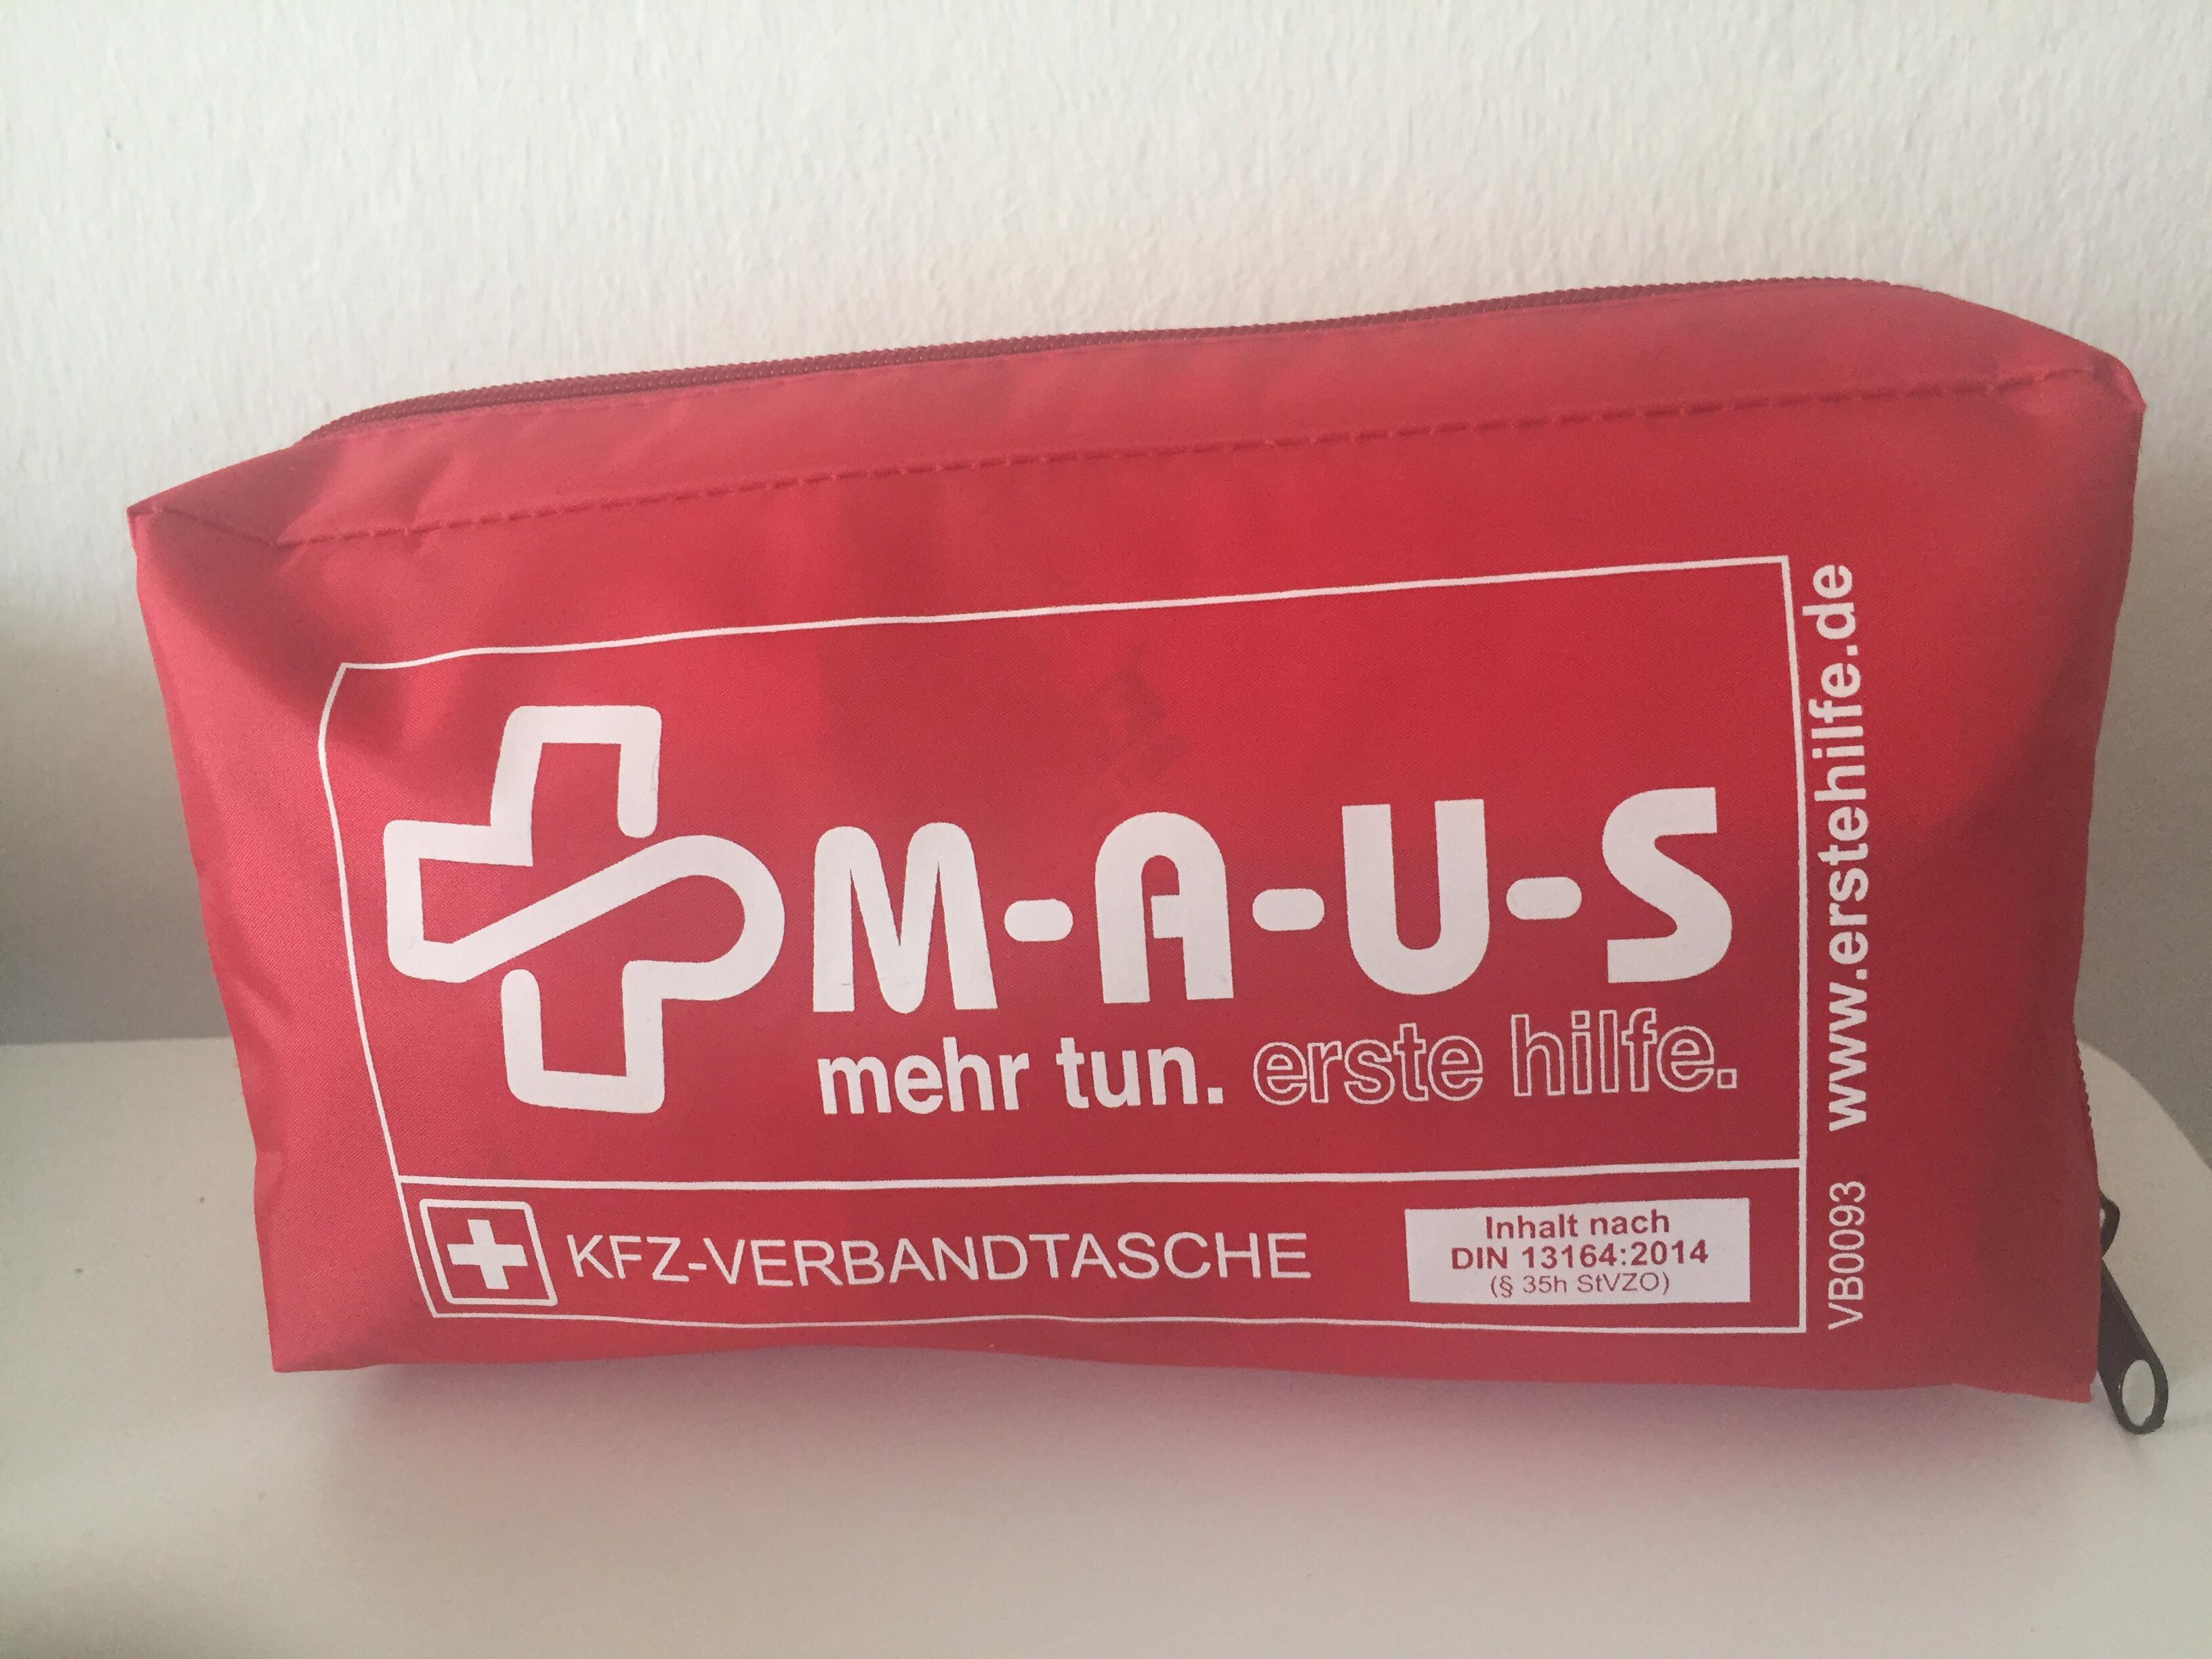 M-A-U-S
mehr tun. erste hilfe.
KFZ-VERBANDTASCHE
Inhalt nach
DIN 13164:2014
(§ 35h StVZO)
VB0093 www.erstehilfe.de